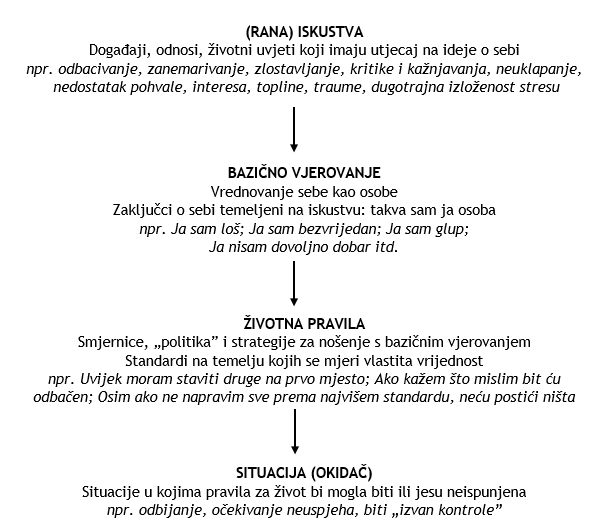 (RANA) ISKUSTVA
Događaji, odnosi, životni uvjeti koji imaju utjecaj na ideje o sebi
npr. odbacivanje, zanemarivanje, zlostavljanje, kritike i kažnjavanja, neuklapanje,
nedostatak pohvale, interesa, topline, traume, dugotrajna izloženost stresu
BAZIČNO VJEROVANJE
Vrednovanje sebe kao osobe
Zaključci o sebi temeljeni na iskustvu: takva sam ja osoba
npr. Ja sam loš; Ja sam bezvrijedan; Ja sam glup;
Ja nisam dovoljno dobar itd.
ŽIVOTNA PRAVILA
Smjernice, „politika” i strategije za nošenje s bazičnim vjerovanjem
Standardi na temelju kojih se mjeri vlastita vrijednost
npr. Uvijek moram staviti druge na prvo mjesto; Ako kažem što mislim bit ću
odbačen; Osim ako ne napravim sve prema najvišem standardu, neću postići ništa
SITUACIJA (OKIDAČ)
Situacije u kojima pravila za život bi mogla biti ili jesu neispunjena
npr. odbijanje, očekivanje neuspjeha, biti „izvan kontrole”